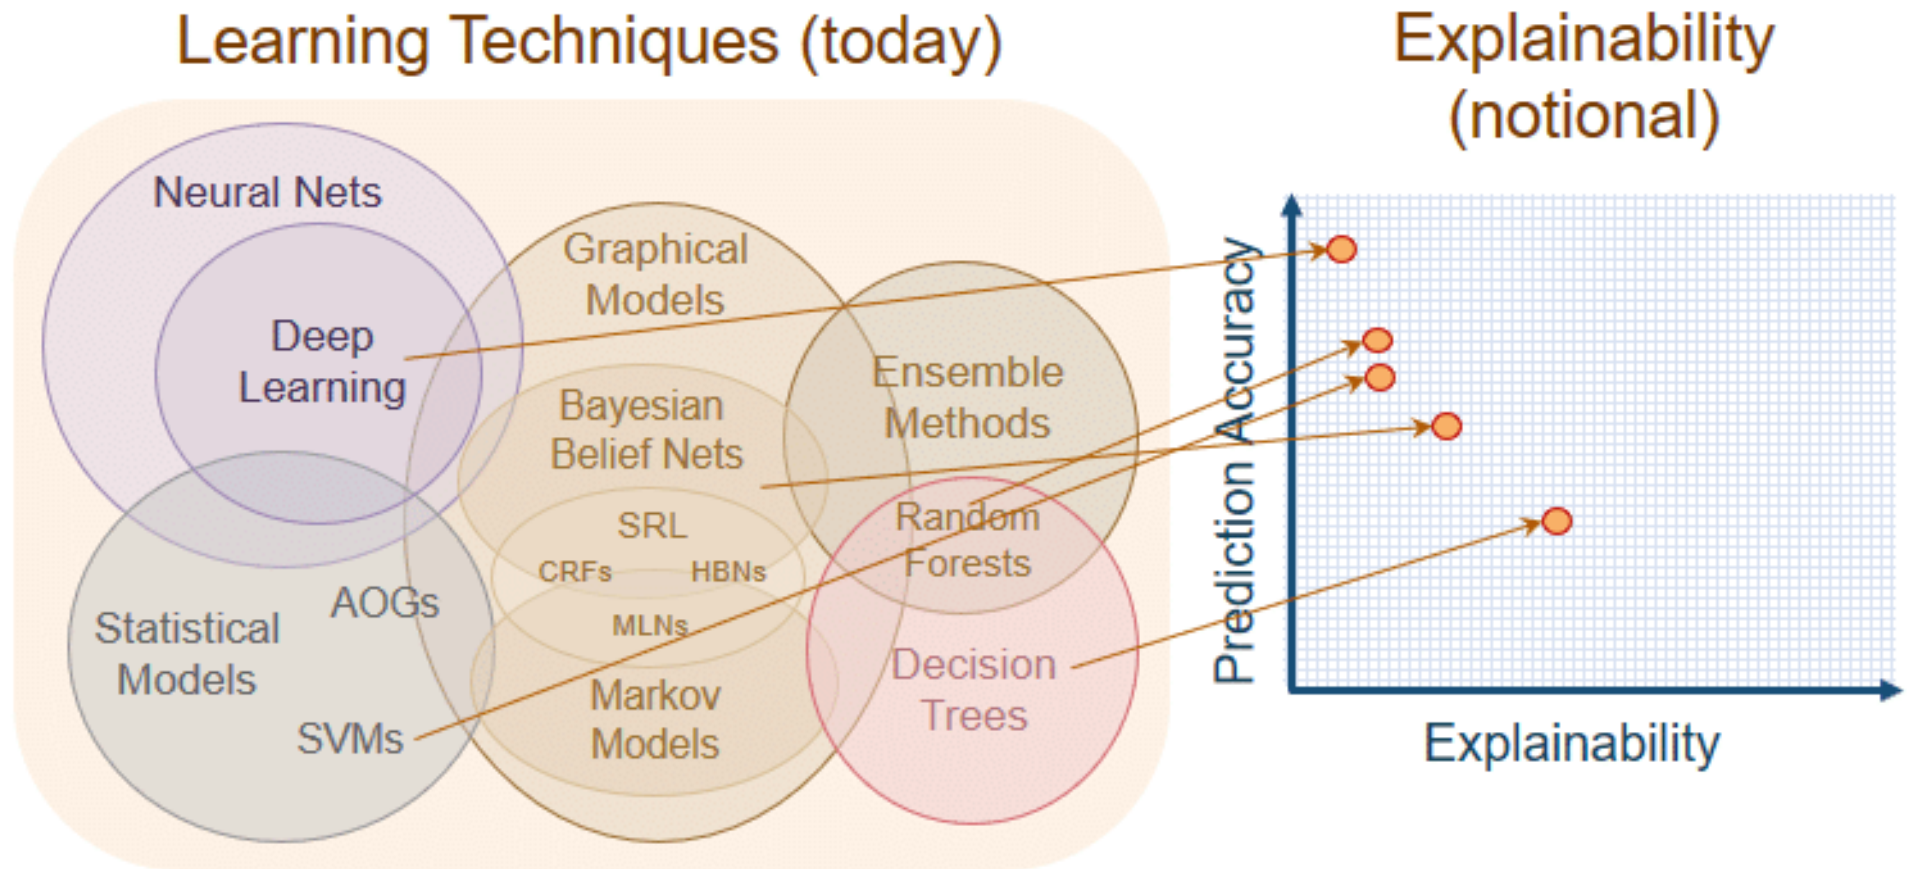 Learning Techniques (today)
Explainability
(notional)
Neural Nets
Graphical
Models
Deep
Learning
Ensemble
Methods
Bayesian
Belief Nets
SRL
Random
Forests
CRFs
HBNs
AOGs
MLNs
Statistical
Models
Decision
Trees
Markov
Models
SVMs
Prediction Accuracy
Explainability